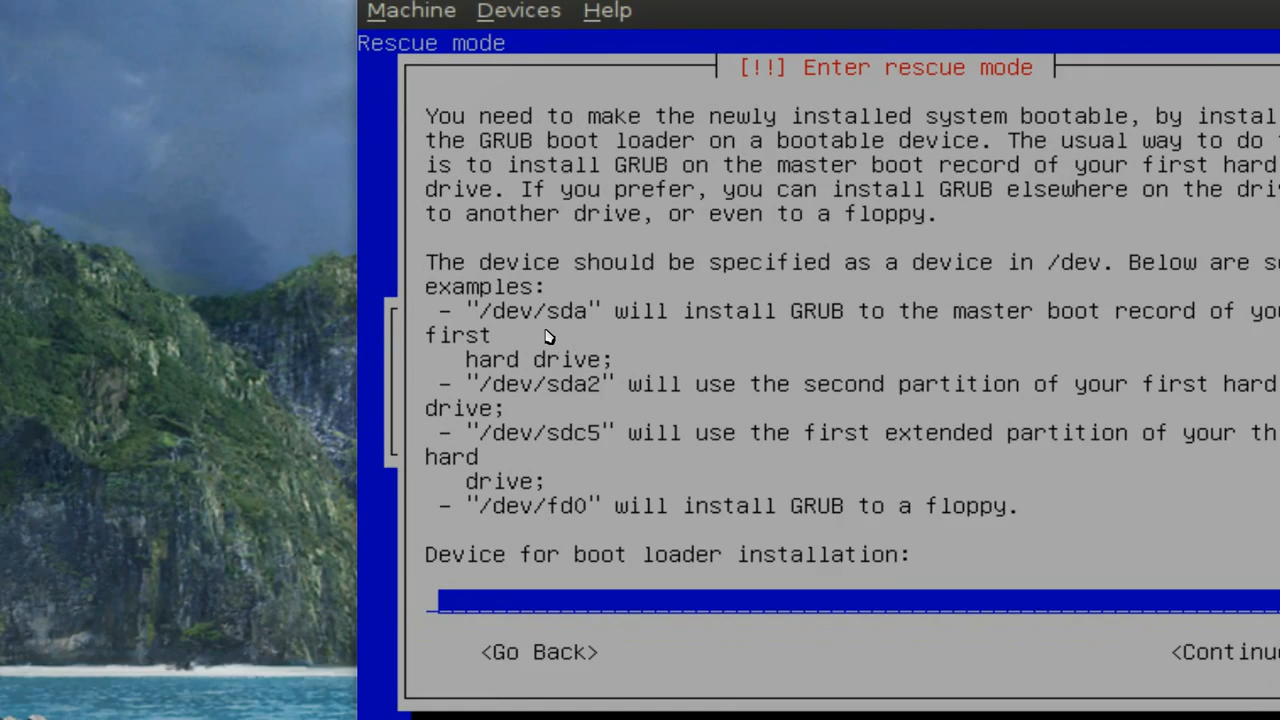 Machine Devices Help
Rescue mode
[!!] Enter rescue mode
You need to make the newly installed system bootable, by instal
the GRUB boot loader on a bootable device. The usual way to do
is to install GRUB on the master boot record of your first hard
drive. If you prefer, you can install GRUB elsewhere on the dri
to another drive, or even to a floppy.
The device should be specified as a device in /dev. Below are so
examples:
- "/dev/sda" will install GRUB to the master boot record of you
first
hard drive;
- "/dev/sda2" will use the second partition of your first hard
drive;
- "/dev/sdc5" will use the first extended partition of your th
hard
drive;
- "/dev/fd0" will install GRUB to a floppy.
Device for boot loader installation:
<Go Back>
<Continue